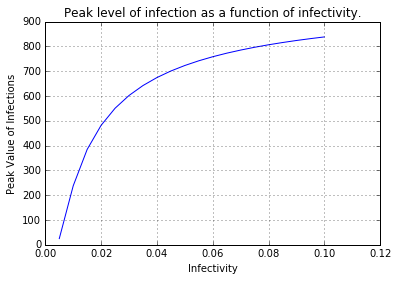 Peak level of infection as a function of infectivity.
900
800
700
600
500
400
300
200
100
0
Peak Value of Infections
0.00 0.02 0.04 0.06 0.08 0.10 0.12
Infectivity